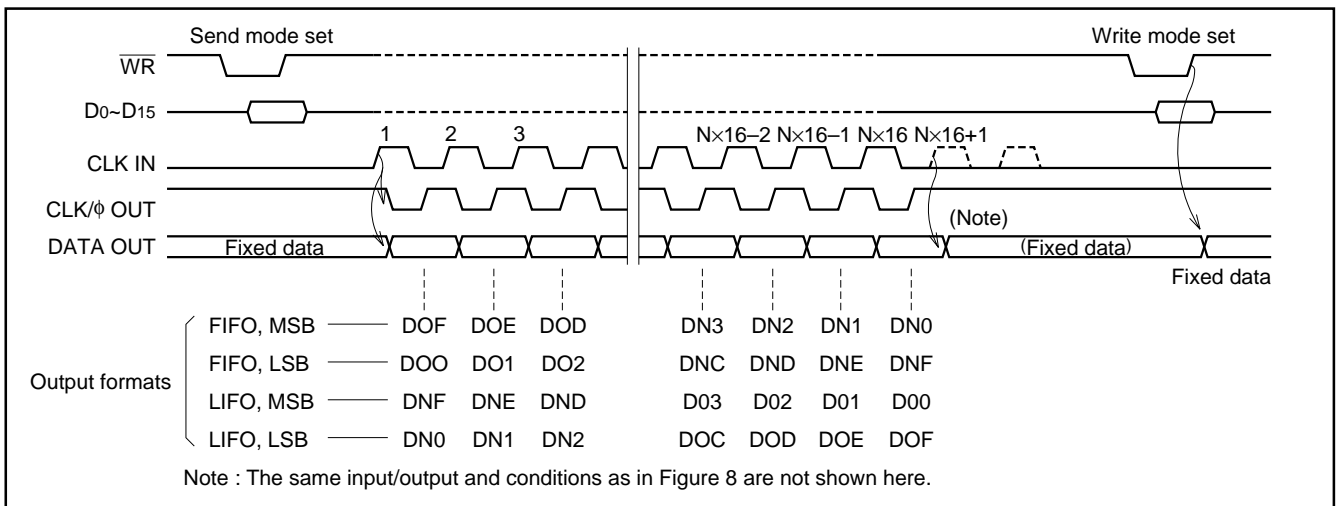 Send mode set
Write mode set
WR
D0~D15
1 2 3 N×16–2 N×16–1 N×16 N×16+1
CLK IN
CLK/φ OUT
(Note)
DATA OUT Fixed data (Fixed data)
Fixed data
FIFO, MSB DOF DOE DOD DN3 DN2 DN1 DN0
FIFO, LSB DOO DO1 DO2 DNC DND DNE DNF
Output formats
LIFO, MSB DNF DNE DND D03 D02 D01 D00
LIFO, LSB DN0 DN1 DN2 DOC DOD DOE DOF
Note : The same input/output and conditions as in Figure 8 are not shown here.